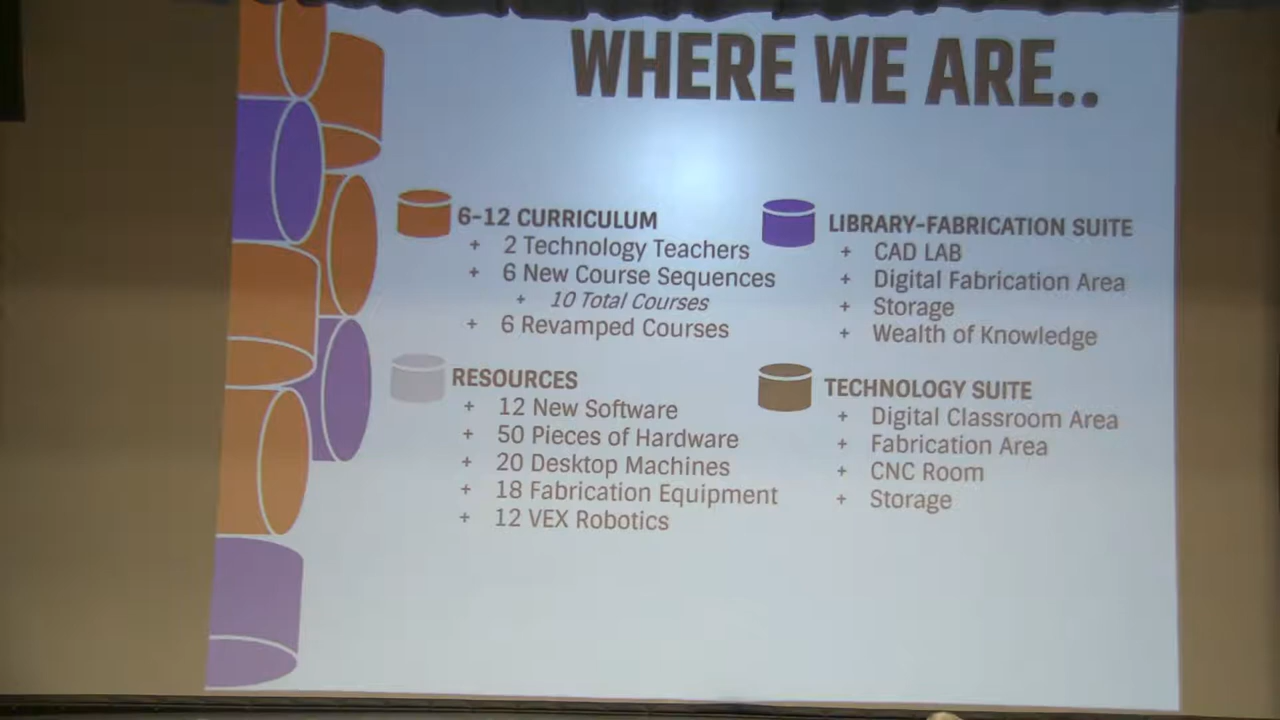 WHERE WE ARE..
6-12 CURRICULUM
+ 2 Technology Teachers
+ 6 New Course Sequences
+ 10 Total Courses
+ 6 Revamped Courses
RESOURCES
+ 12 New Software
+ 50 Pieces of Hardware
+ 20 Desktop Machines
+ 18 Fabrication Equipment
+ 12 VEX Robotics
LIBRARY-FABRICATION SUITE
+ CAD LAB
+ Digital Fabrication Area
+ Storage
+ Wealth of Knowledge
TECHNOLOGY SUITE
+ Digital Classroom Area
+ Fabrication Area
+ CNC Room
+ Storage